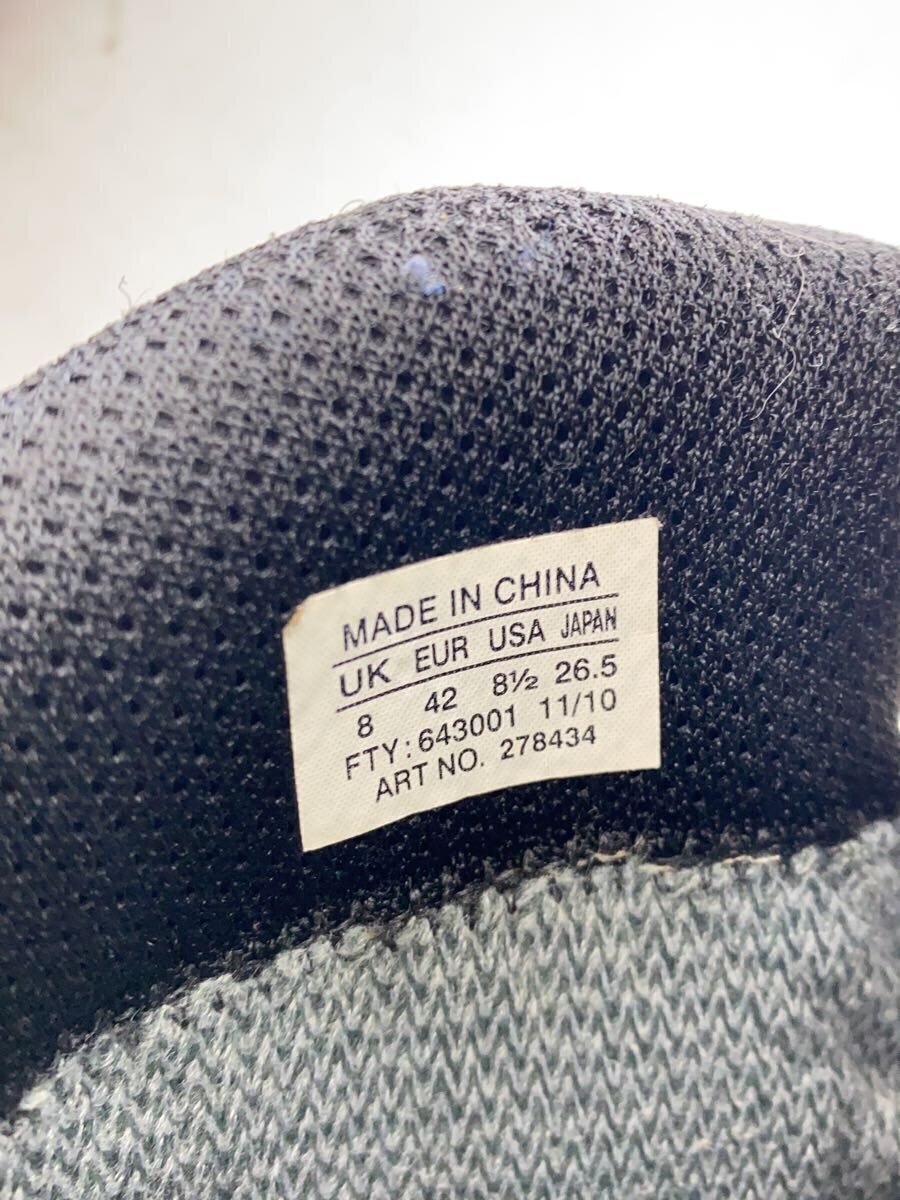 MADE IN CHINA
UK EUR USA JAPAN
8 42 8½ 26.5
FTY: 643001 11/10
ART NO. 278434